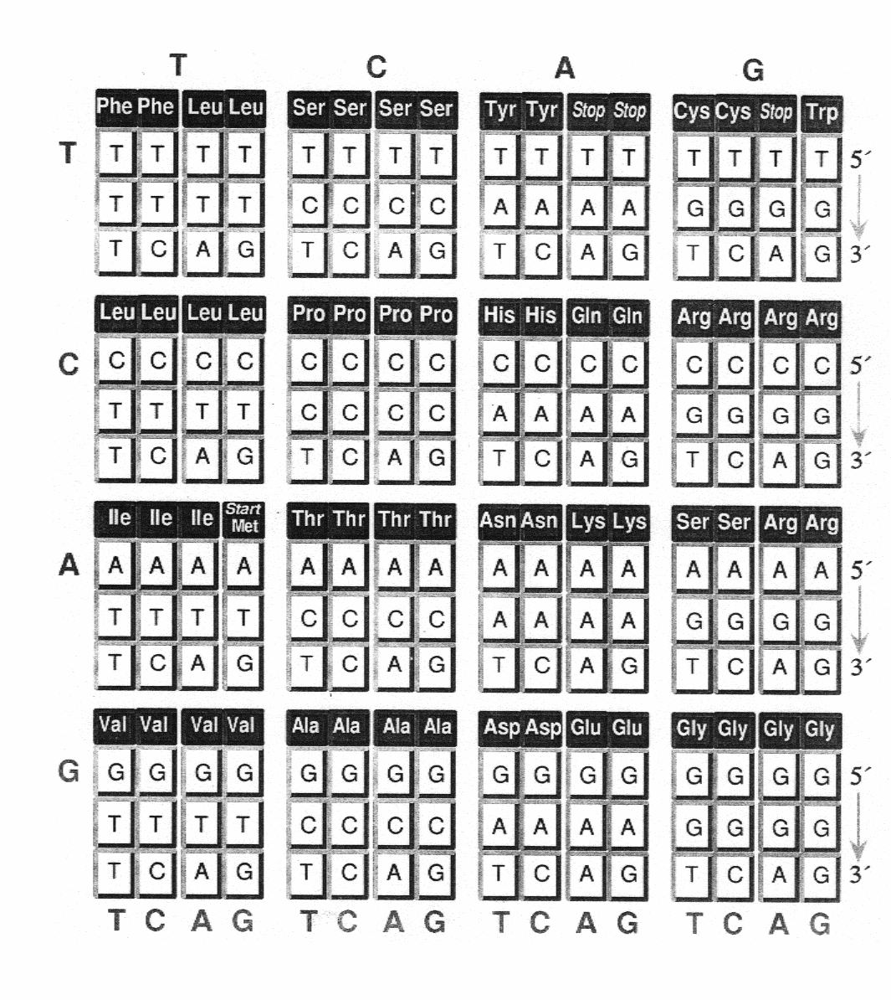 T C A G
Phe Phe Leu Leu Ser Ser Ser Ser Tyr Tyr Stop Stop Cys Cys Stop Trp
T T T T T T T T T T T T T T T T T 5´
T T T T C C C C A A A A G G G G
T C A G T C A G T C A G T C A G 3´
Leu Leu Leu Leu Pro Pro Pro Pro His His Gln Gln Arg Arg Arg Arg
C C C C C C C C C C C C C C C C C 5´
T T T T C C C C A A A A G G G G
T C A G T C A G T C A G T C A G 3´
Ile Ile Ile Start Met Thr Thr Thr Thr Asn Asn Lys Lys Ser Ser Arg Arg
A A A A A A A A A A A A A A A A A 5´
T T T T C C C C A A A A G G G G
T C A G T C A G T C A G T C A G 3´
Val Val Val Val Ala Ala Ala Ala Asp Asp Glu Glu Gly Gly Gly Gly
G G G G G G G G G G G G G G G G G 5´
T T T T C C C C A A A A G G G G
T C A G T C A G T C A G T C A G 3´
T C A G T C A G T C A G T C A G